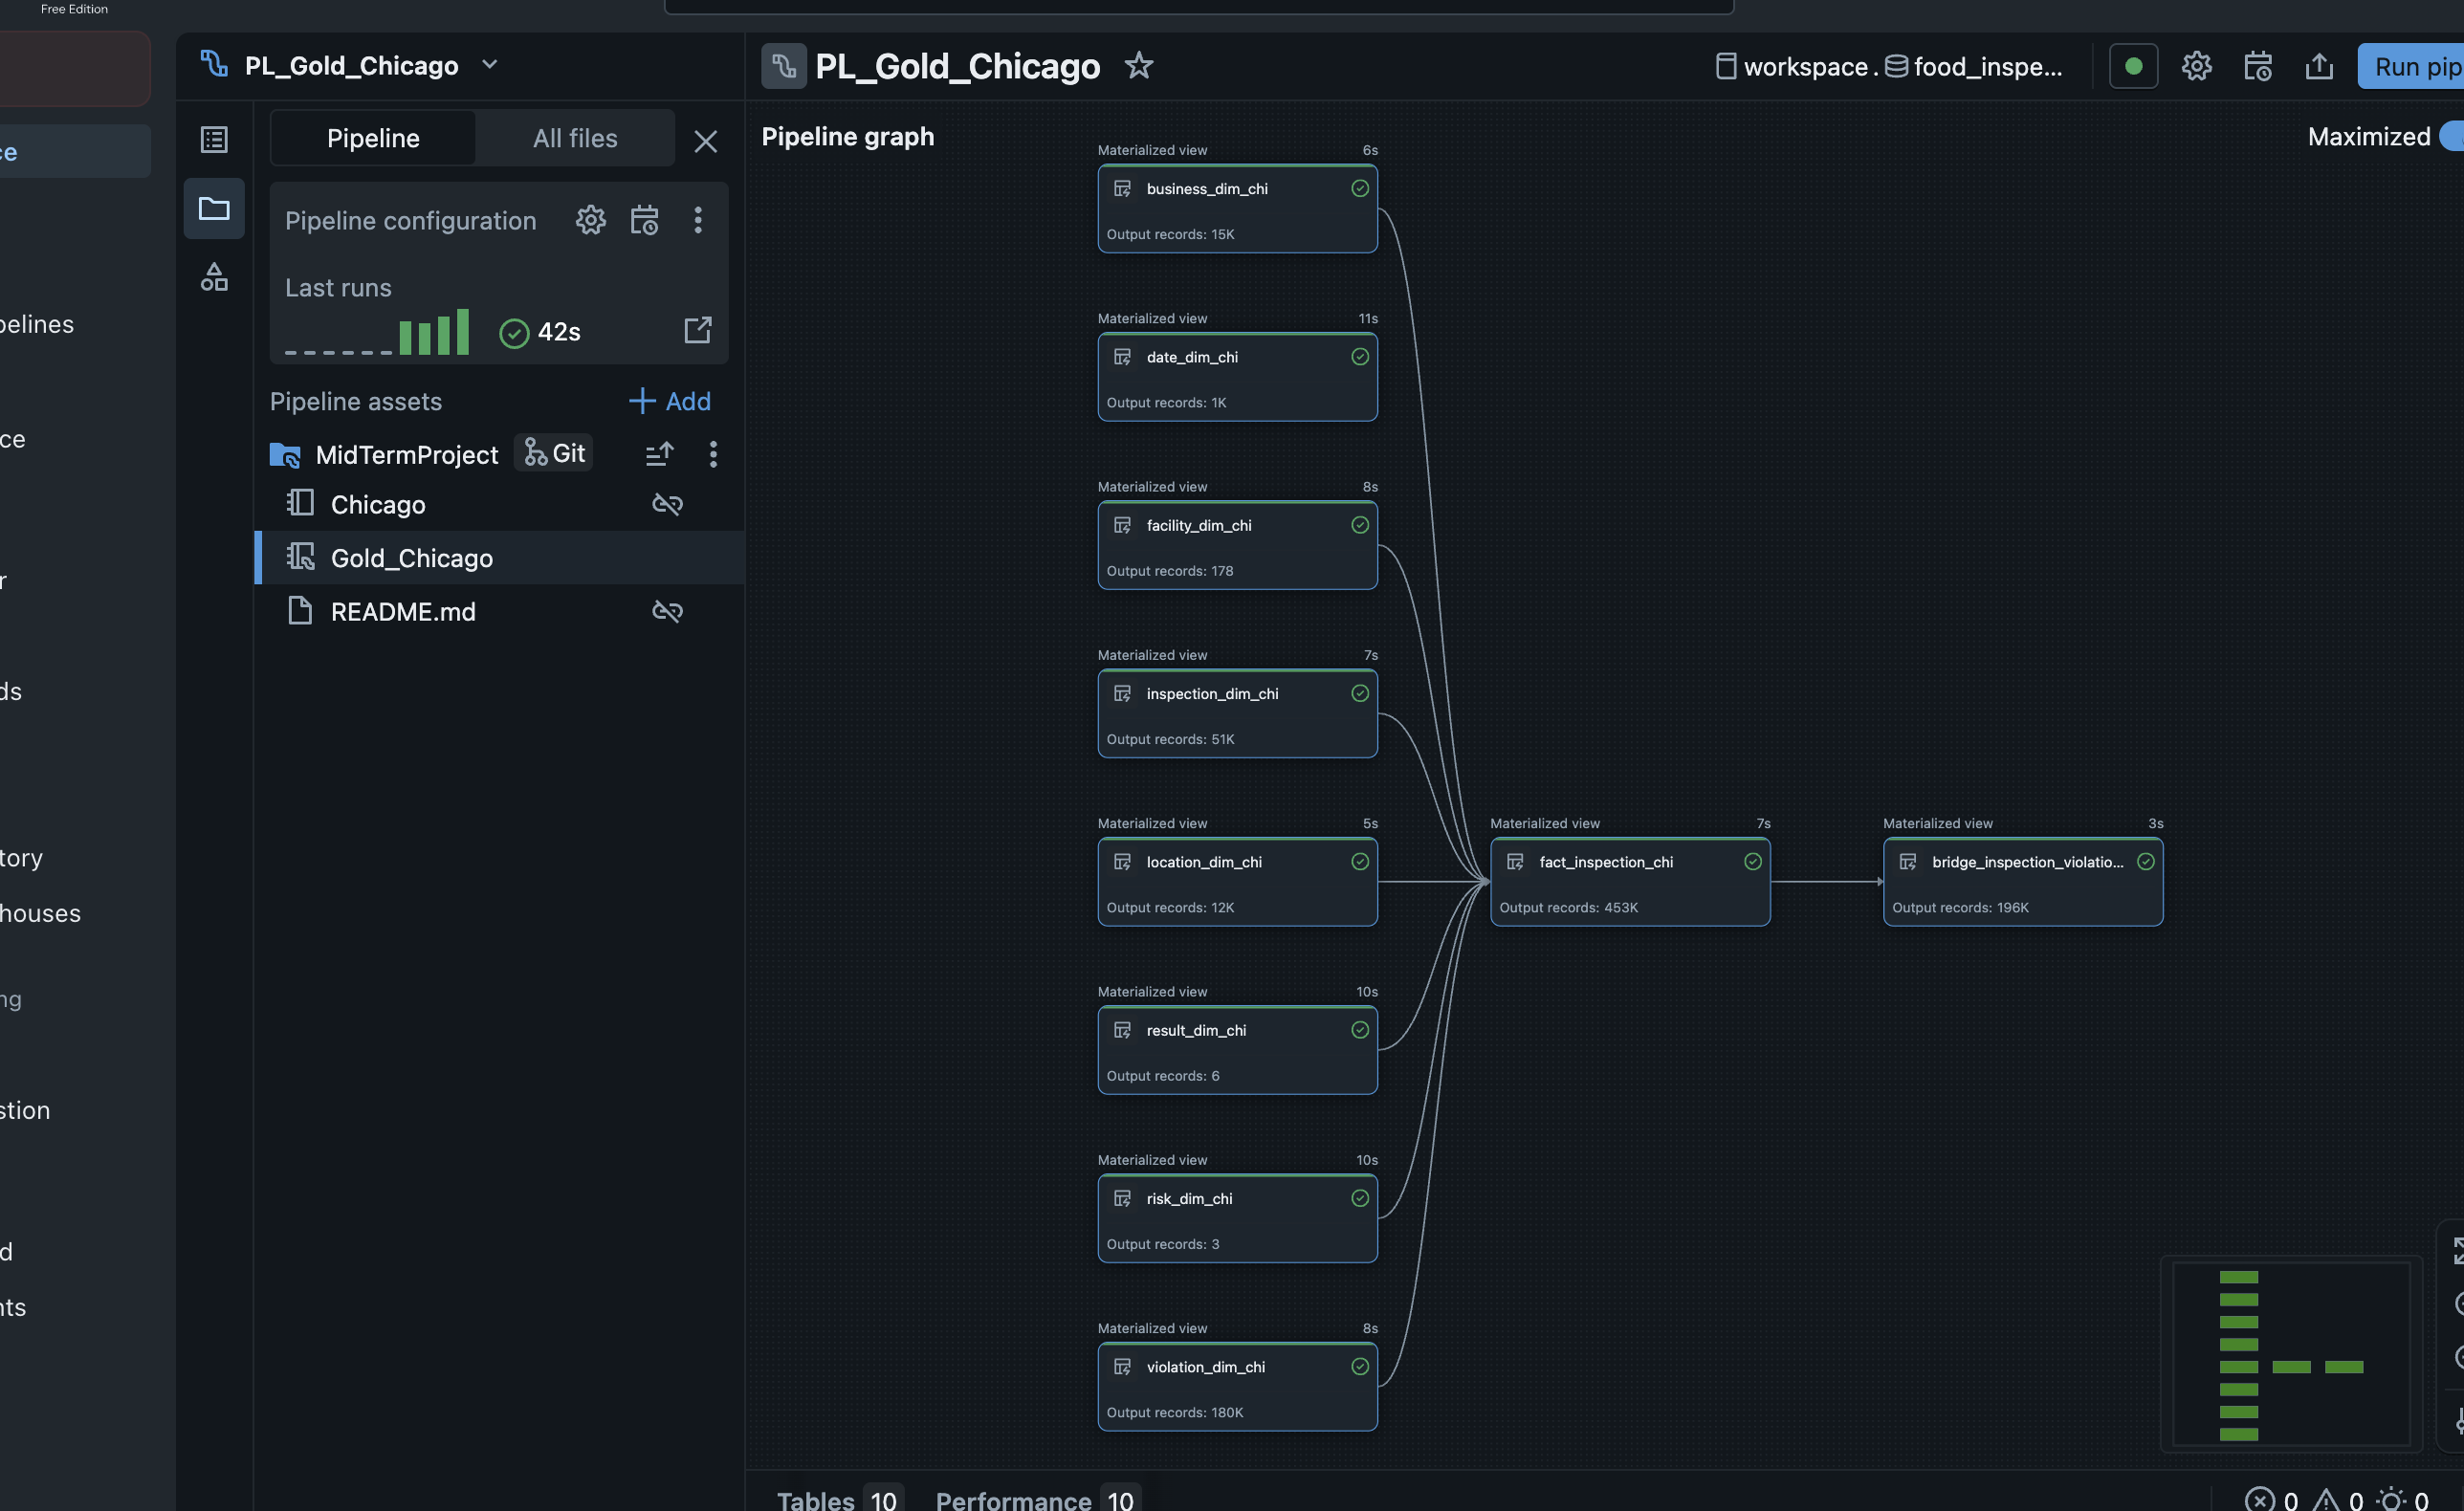 Free Edition
PL_Gold_Chicago
PL_Gold_Chicago
workspace . food_inspe...
Run pip
Pipeline
All files
Pipeline graph
Maximized
ce
Pipeline configuration
Last runs
42s
pelines
Pipeline assets
Add
ce
MidTermProject
Git
Chicago
Gold_Chicago
r
README.md
ds
tory
houses
ng
stion
d
nts
Materialized view 6s
business_dim_chi
Output records: 15K
Materialized view 11s
date_dim_chi
Output records: 1K
Materialized view 8s
facility_dim_chi
Output records: 178
Materialized view 7s
inspection_dim_chi
Output records: 51K
Materialized view 5s
location_dim_chi
Output records: 12K
Materialized view 7s
fact_inspection_chi
Output records: 453K
Materialized view 3s
bridge_inspection_violatio...
Output records: 196K
Materialized view 10s
result_dim_chi
Output records: 6
Materialized view 10s
risk_dim_chi
Output records: 3
Materialized view 8s
violation_dim_chi
Output records: 180K
Tables 10
Performance 10
0 0 0